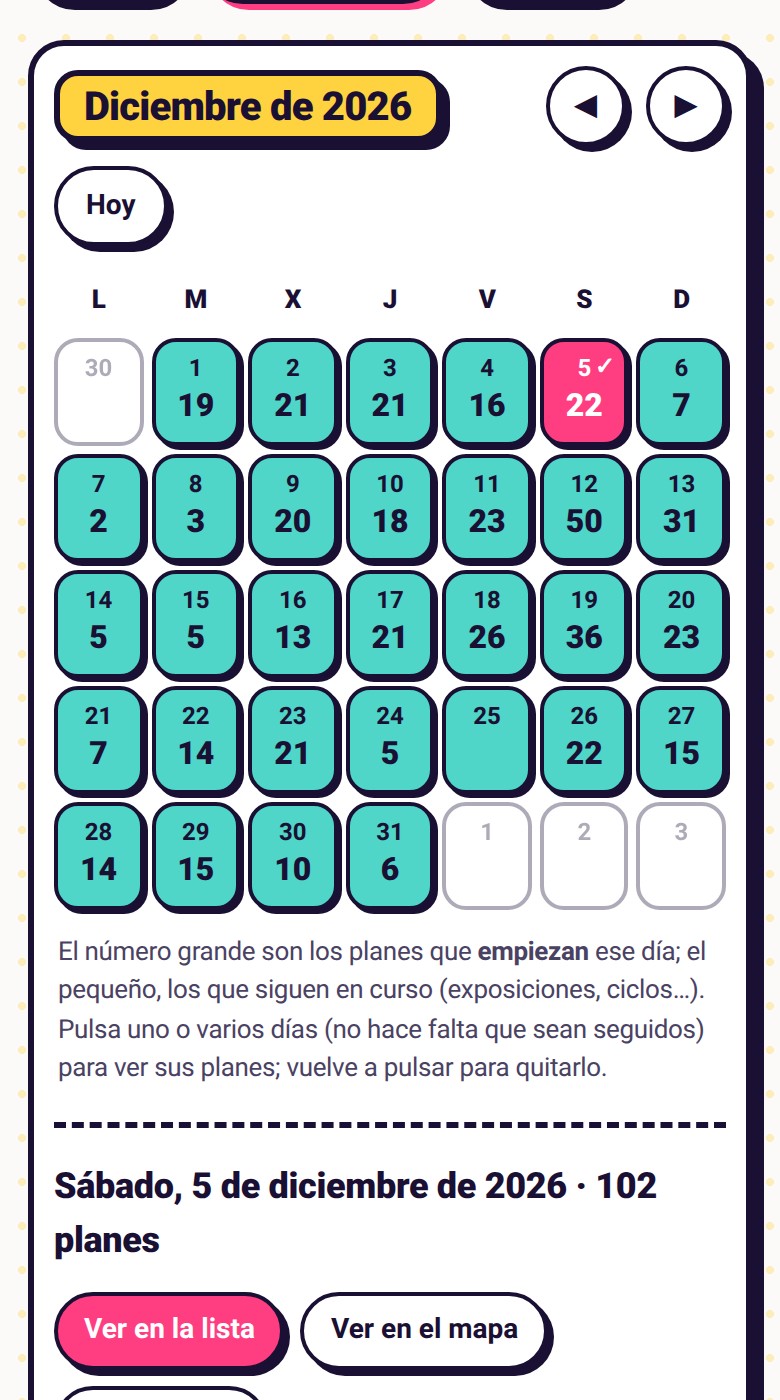 Diciembre de 2026 ◀ ▶
Hoy
L M X J V S D
30 1 2 3 4 5 ✓ 6
19 21 21 16 22 7
7 8 9 10 11 12 13
2 3 20 18 23 50 31
14 15 16 17 18 19 20
5 5 13 21 26 36 23
21 22 23 24 25 26 27
7 14 21 5 22 15
28 29 30 31 1 2 3
14 15 10 6
El número grande son los planes que empiezan ese día; el
pequeño, los que siguen en curso (exposiciones, ciclos…).
Pulsa uno o varios días (no hace falta que sean seguidos)
para ver sus planes; vuelve a pulsar para quitarlo.
Sábado, 5 de diciembre de 2026 · 102
planes
Ver en la lista Ver en el mapa